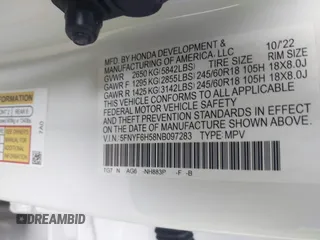 BY HONDA DEVELOPMENT & 10/22
MANUFACTURING OF AMERICA, LLC
GVWR 2650 KG(5842LBS) TIRE SIZE RIM SIZE
GAWR F 1295 KG(2855LBS) 245/60R18 105H 18X8.0J
GAWR R 1425 KG(3142LBS) 245/60R18 105H 18X8.0J
THIS VEHICLE CONFORMS TO ALL APPLICABLE
FEDERAL MOTOR VEHICLE SAFETY
AND THEFT PREVENTION STANDARDS IN EFFECT
ON THE DATE OF MANUFACTURE SHOWN ABOVE.
V.I.N. 5FNYF6H58NB097283 TYPE MPV
AG6 -NH883P -F -B
FORMATION
DREAMBID